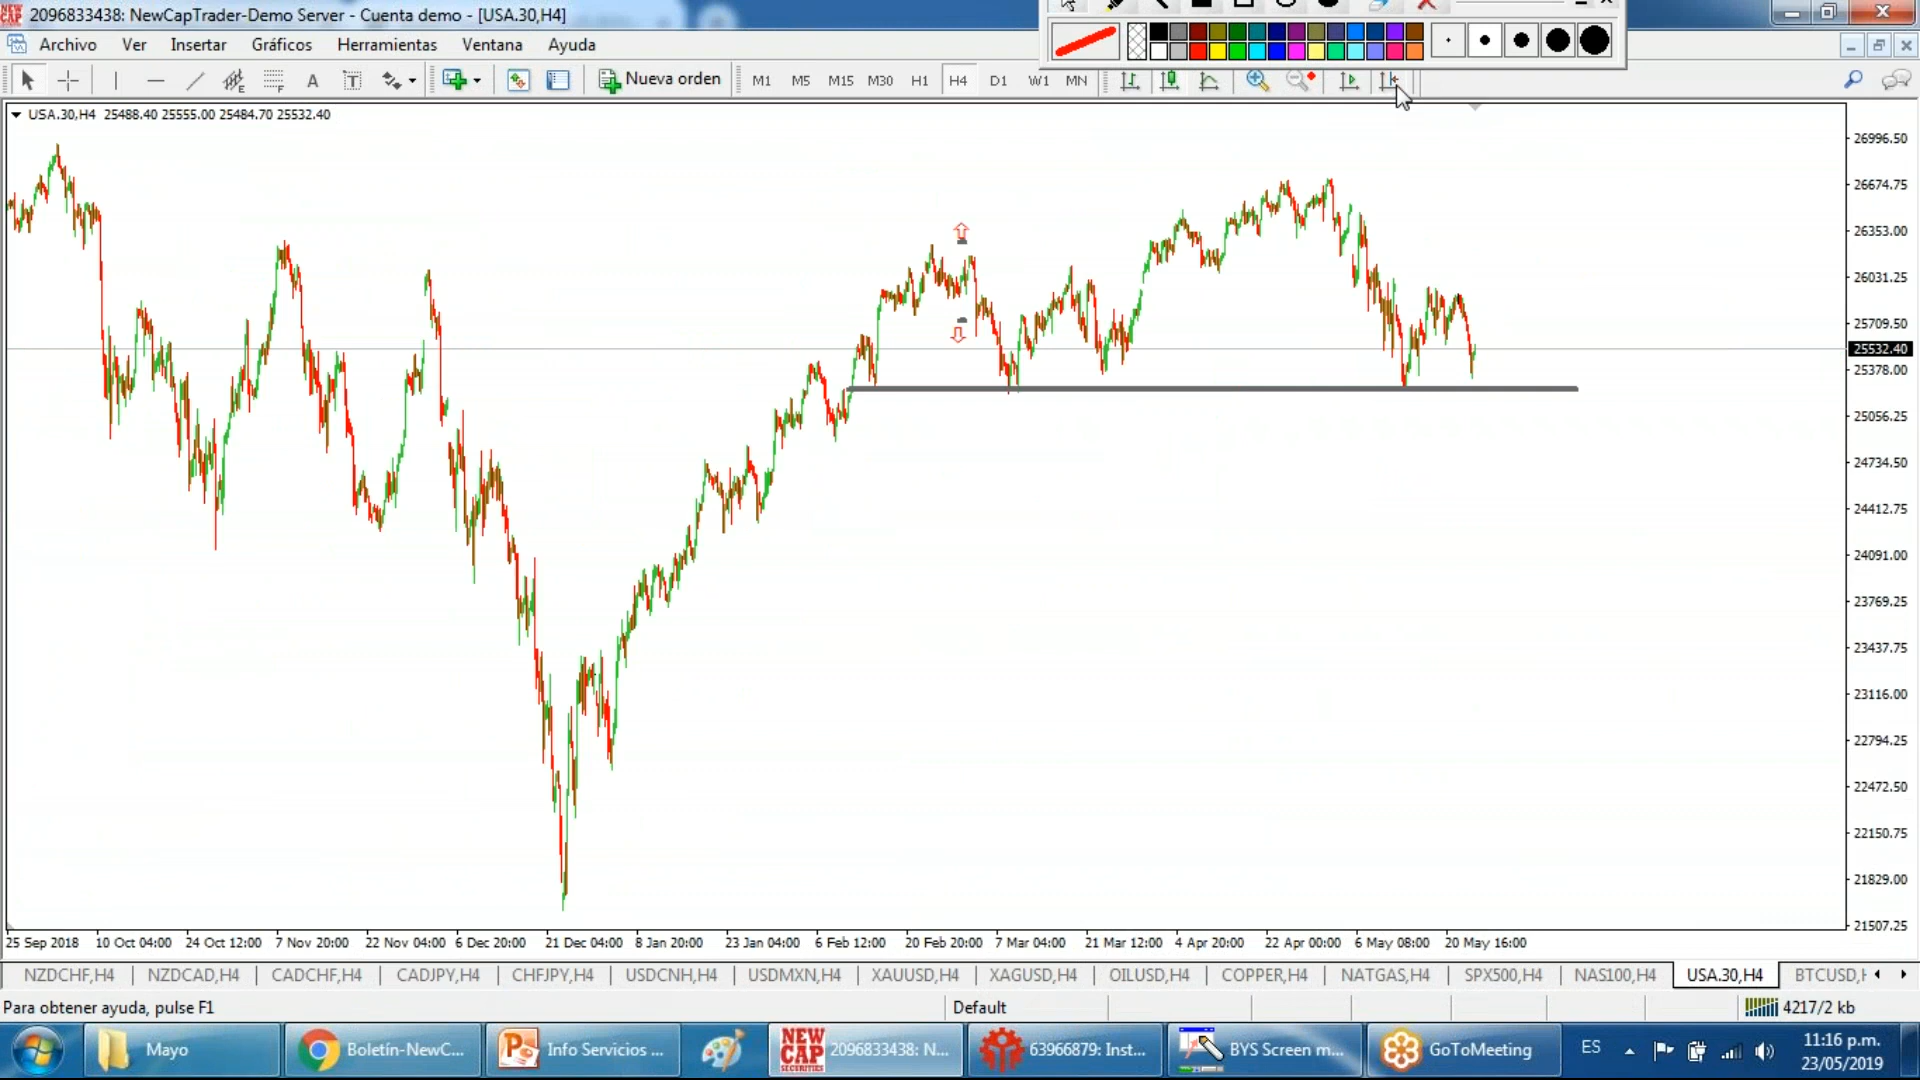 NEW CAP 2096833438: NewCapTrader-Demo Server - Cuenta demo - [USA.30,H4]
Archivo Ver Insertar Gráficos Herramientas Ventana Ayuda
A T Nueva orden M1 M5 M15 M30 H1 H4 D1 W1 MN
USA.30,H4 25488.40 25555.00 25484.70 25532.40
26996.50
26674.75
26353.00
26031.25
25709.50
25532.40
25378.00
25056.25
24734.50
24412.75
24091.00
23769.25
23437.75
23116.00
22794.25
22472.50
22150.75
21829.00
21507.25
25 Sep 2018 10 Oct 04:00 24 Oct 12:00 7 Nov 20:00 22 Nov 04:00 6 Dec 20:00 21 Dec 04:00 8 Jan 20:00 23 Jan 04:00 6 Feb 12:00 20 Feb 20:00 7 Mar 04:00 21 Mar 12:00 4 Apr 20:00 22 Apr 00:00 6 May 08:00 20 May 16:00
NZDCHF,H4 NZDCAD,H4 CADCHF,H4 CADJPY,H4 CHFJPY,H4 USDCNH,H4 USDMXN,H4 XAUUSD,H4 XAGUSD,H4 OILUSD,H4 COPPER,H4 NATGAS,H4 SPX500,H4 NAS100,H4 USA.30,H4 BTCUSD,H
Para obtener ayuda, pulse F1 Default 4217/2 kb
Mayo Boletín-NewC... Info Servicios ... NEW CAP SECURITIES 2096833438: N... 63966879: Inst... BYS Screen m... GoToMeeting ES 11:16 p.m.
23/05/2019